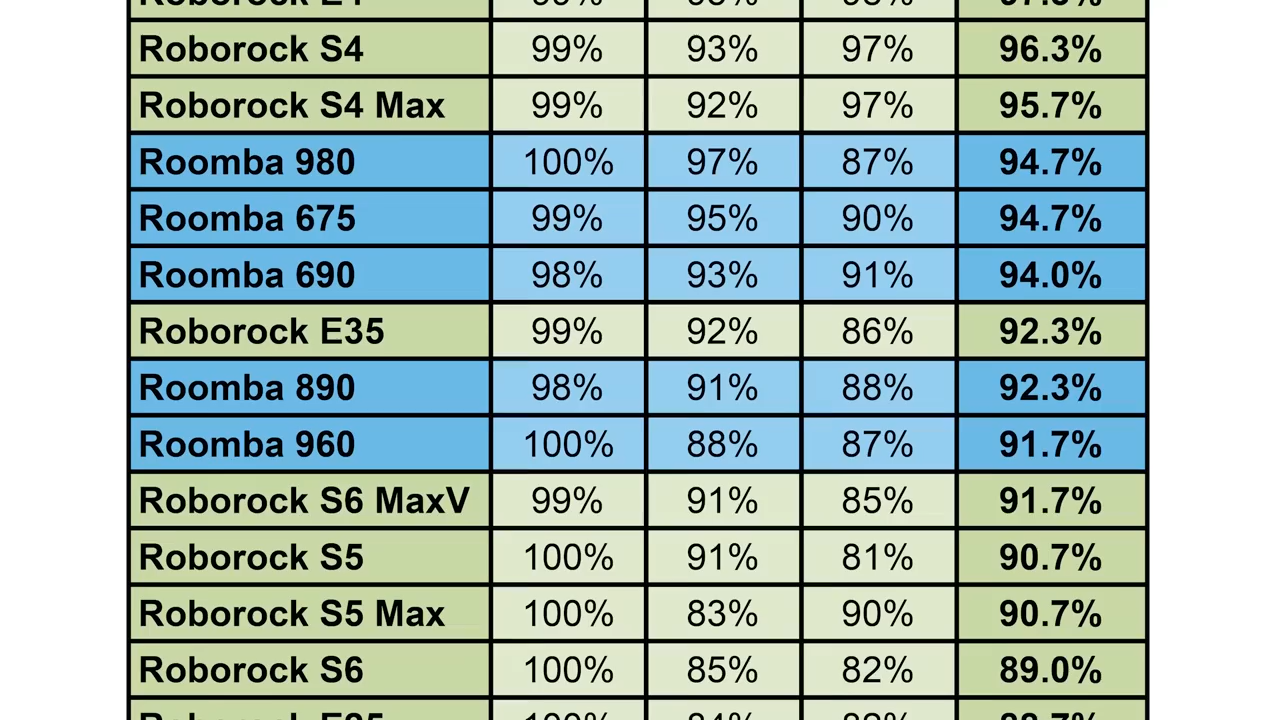 Roborock S4 99% 93% 97% 96.3%
Roborock S4 Max 99% 92% 97% 95.7%
Roomba 980 100% 97% 87% 94.7%
Roomba 675 99% 95% 90% 94.7%
Roomba 690 98% 93% 91% 94.0%
Roborock E35 99% 92% 86% 92.3%
Roomba 890 98% 91% 88% 92.3%
Roomba 960 100% 88% 87% 91.7%
Roborock S6 MaxV 99% 91% 85% 91.7%
Roborock S5 100% 91% 81% 90.7%
Roborock S5 Max 100% 83% 90% 90.7%
Roborock S6 100% 85% 82% 89.0%